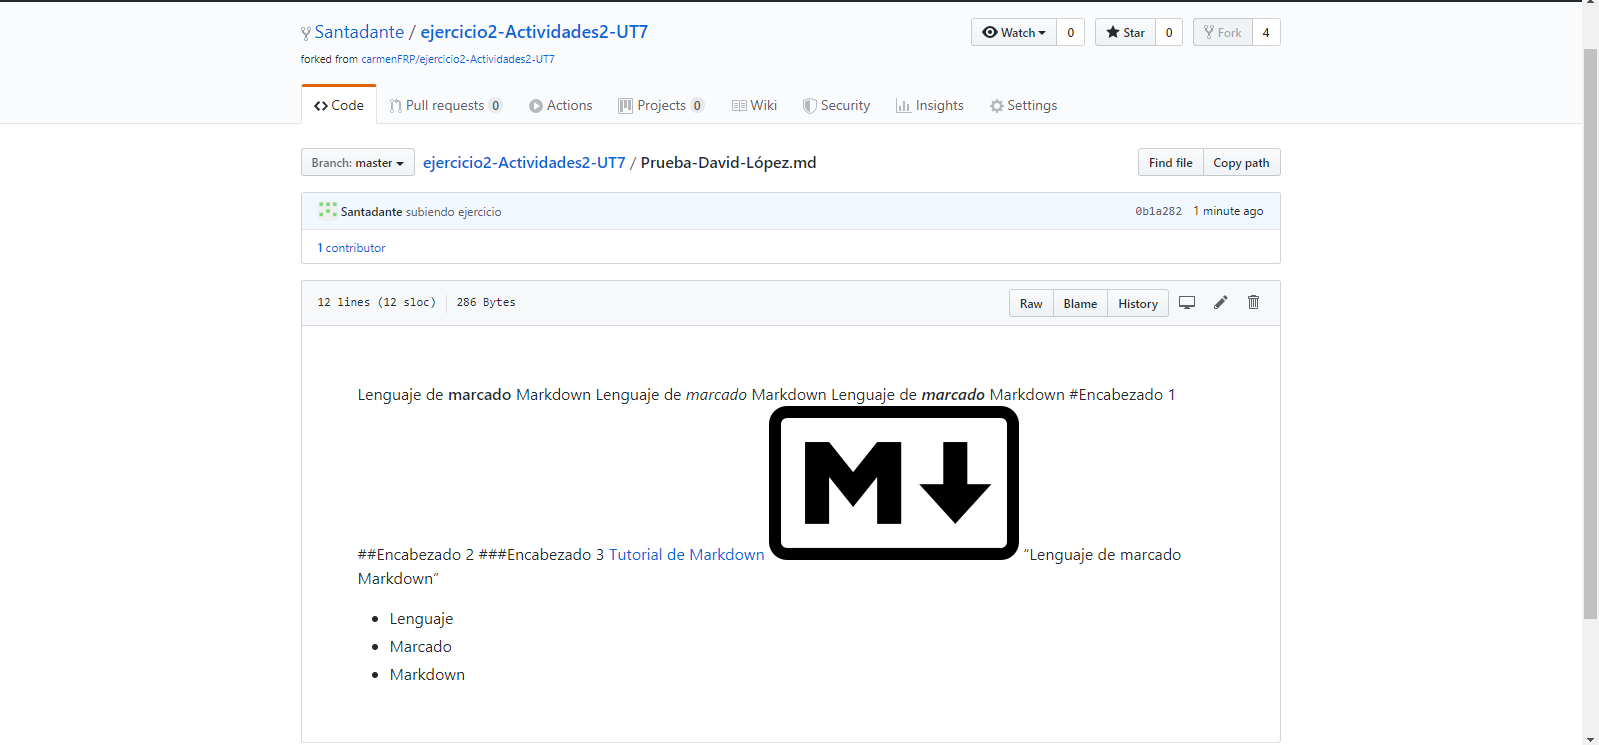 Santadante / ejercicio2-Actividades2-UT7
Watch 0 Star 0 Fork 4
forked from carmenFRP/ejercicio2-Actividades2-UT7
Code Pull requests 0 Actions Projects 0 Wiki Security Insights Settings
Branch: master ejercicio2-Actividades2-UT7 / Prueba-David-López.md Find file Copy path
Santadante subiendo ejercicio 0b1a282 1 minute ago
1 contributor
12 lines (12 sloc) 286 Bytes Raw Blame History
Lenguaje de marcado Markdown Lenguaje de marcado Markdown Lenguaje de marcado Markdown #Encabezado 1
M
##Encabezado 2 ###Encabezado 3 Tutorial de Markdown “Lenguaje de marcado
Markdown”
• Lenguaje
• Marcado
• Markdown